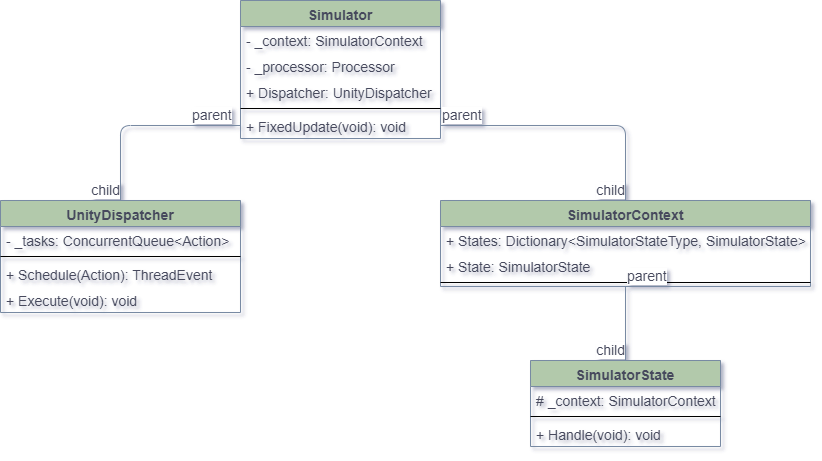 Simulator
- _context: SimulatorContext
- _processor: Processor
+ Dispatcher: UnityDispatcher
+ FixedUpdate(void): void
parent
parent
child
child
UnityDispatcher
- _tasks: ConcurrentQueue<Action>
+ Schedule(Action): ThreadEvent
+ Execute(void): void
SimulatorContext
+ States: Dictionary<SimulatorStateType, SimulatorState>
+ State: SimulatorState
parent
child
SimulatorState
# _context: SimulatorContext
+ Handle(void): void